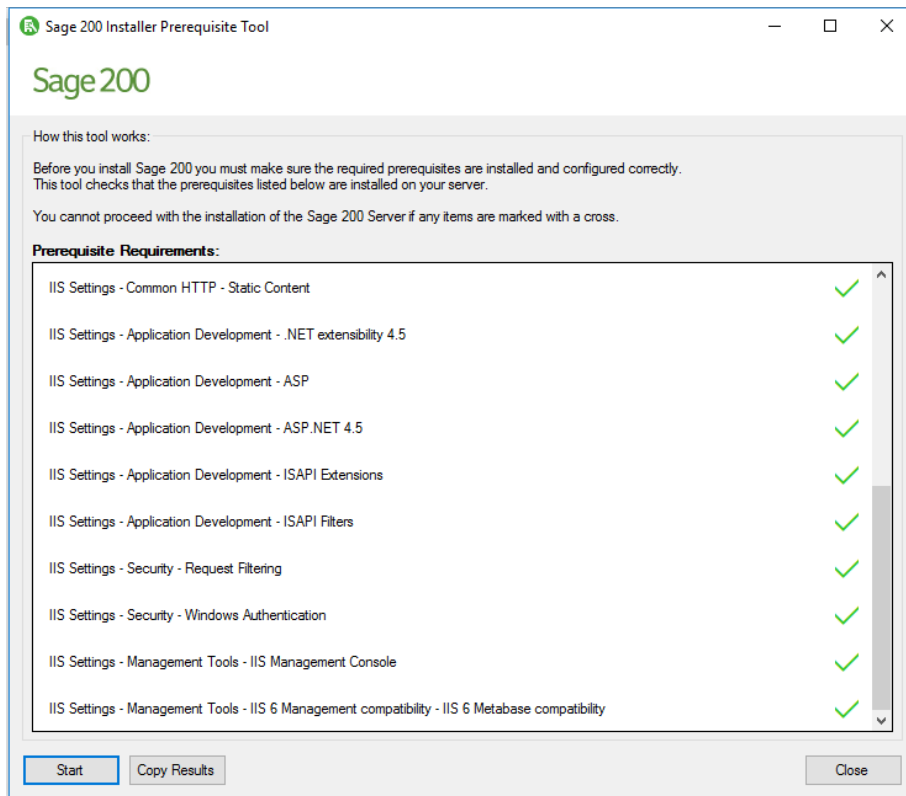 Sage 200 Installer Prerequisite Tool
Sage 200
How this tool works:
Before you install Sage 200 you must make sure the required prerequisites are installed and configured correctly.
This tool checks that the prerequisites listed below are installed on your server.
You cannot proceed with the installation of the Sage 200 Server if any items are marked with a cross.
Prerequisite Requirements:
IIS Settings - Common HTTP - Static Content
IIS Settings - Application Development - .NET extensibility 4.5
IIS Settings - Application Development - ASP
IIS Settings - Application Development - ASP.NET 4.5
IIS Settings - Application Development - ISAPI Extensions
IIS Settings - Application Development - ISAPI Filters
IIS Settings - Security - Request Filtering
IIS Settings - Security - Windows Authentication
IIS Settings - Management Tools - IIS Management Console
IIS Settings - Management Tools - IIS 6 Management compatibility - IIS 6 Metabase compatibility
Start
Copy Results
Close